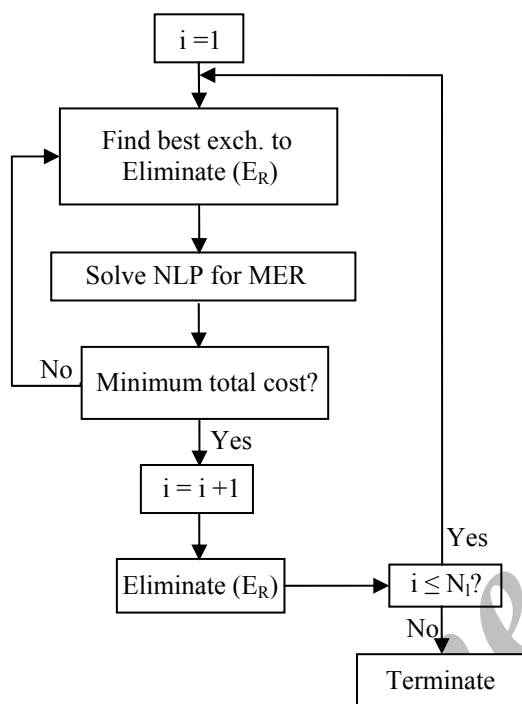 i =1
Find best exch. to
Eliminate (E_R)
Solve NLP for MER
No
Minimum total cost?
Yes
i = i +1
Eliminate (E_R)
i ≤ N_l?
Yes
No
Terminate